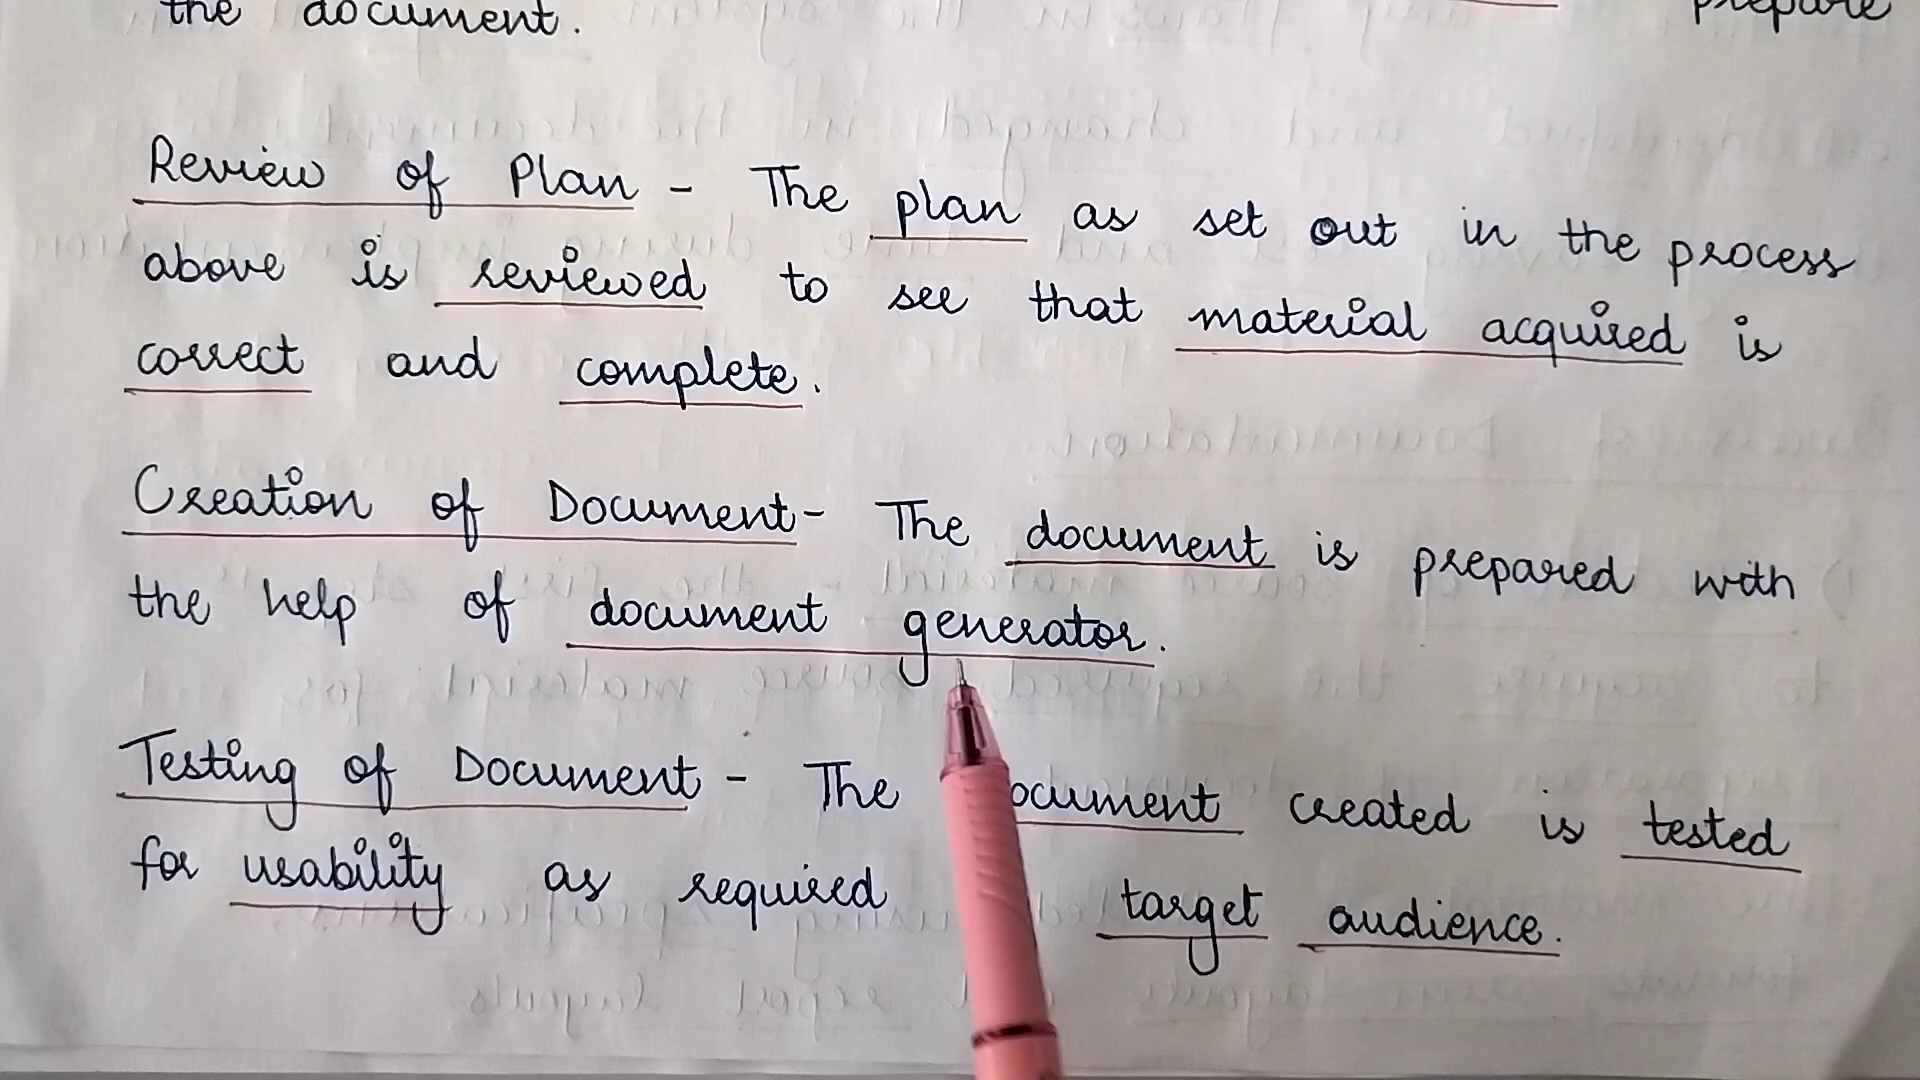 the document. prepare
Review of Plan - The plan as set out in the process
above is reviewed to see that material acquired is
correct and complete.
Creation of Document- The document is prepared with
the help of document generator.
Testing of Document - The document created is tested
for usability as required target audience.